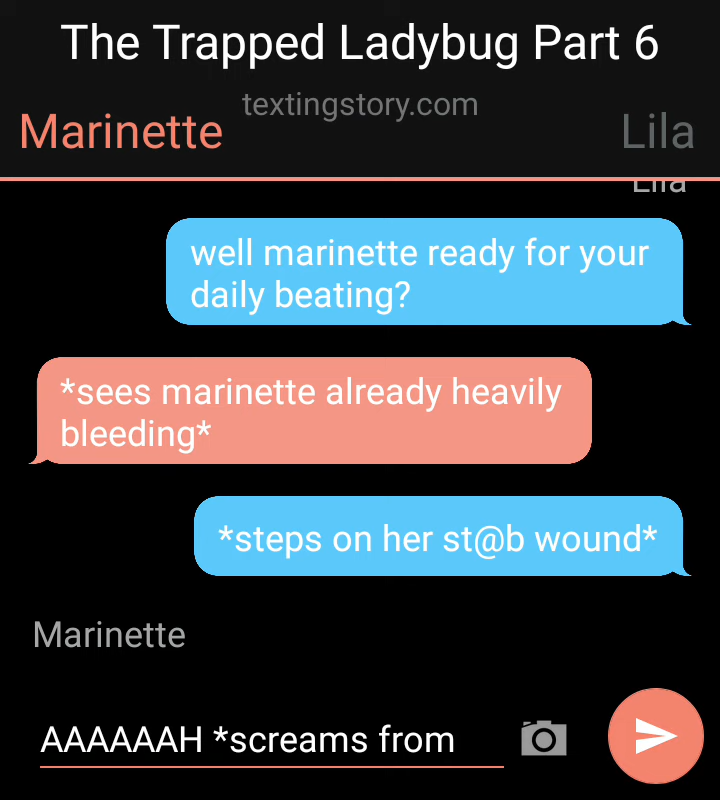 The Trapped Ladybug Part 6
textingstory.com
Marinette
Lila
Lila
well marinette ready for your
daily beating?
*sees marinette already heavily
bleeding*
*steps on her st@b wound*
Marinette
AAAAAAH *screams from